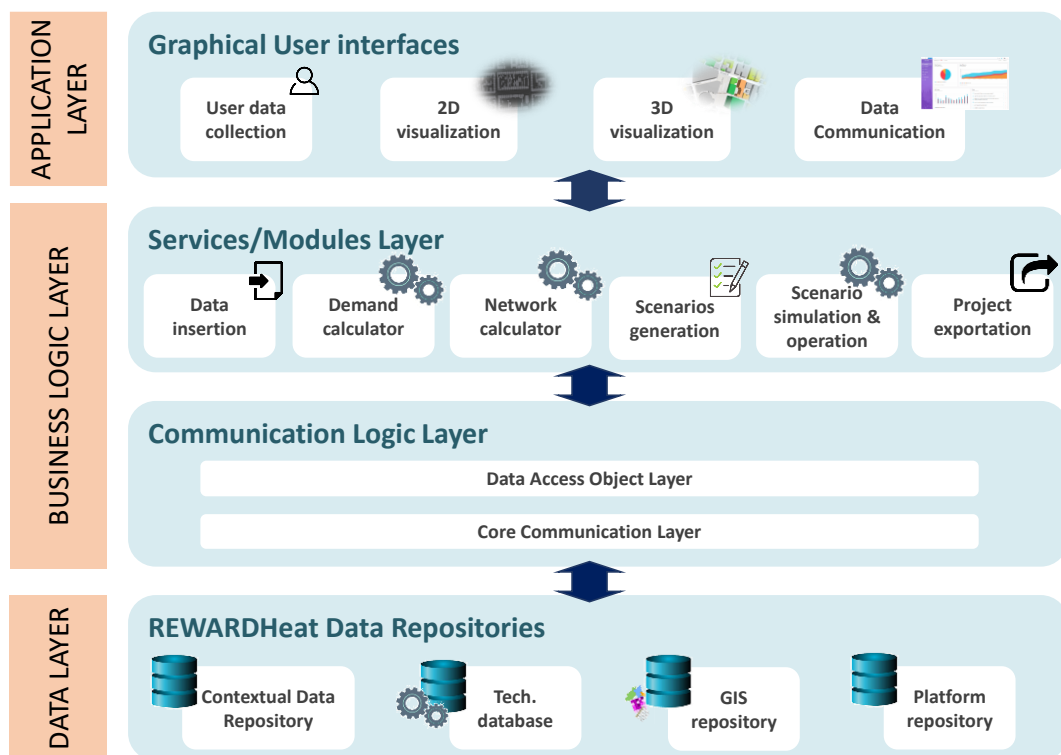 APPLICATION
LAYER
Graphical User interfaces
User data
collection
2D
visualization
3D
visualization
Data
Communication
BUSINESS LOGIC LAYER
Services/Modules Layer
Data
insertion
Demand
calculator
Network
calculator
Scenarios
generation
Scenario
simulation &
operation
Project
exportation
Communication Logic Layer
Data Access Object Layer
Core Communication Layer
DATA LAYER
REWARDHeat Data Repositories
Contextual Data
Repository
Tech.
database
GIS
repository
Platform
repository